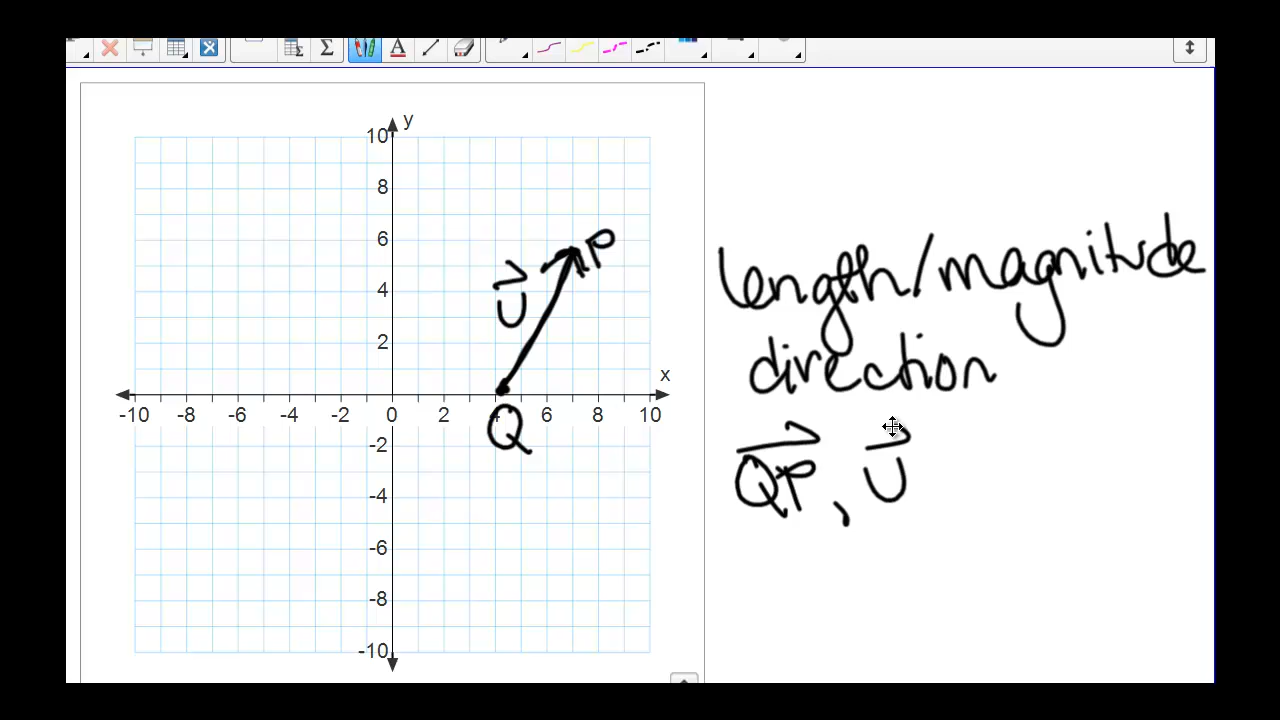 Σ A
y
10
8
6
P
U
4
2
x
-10 -8 -6 -4 -2 0 2 4 6 8 10
Q
-2
-4
-6
-8
-10
length/magnitude
direction
QP, U